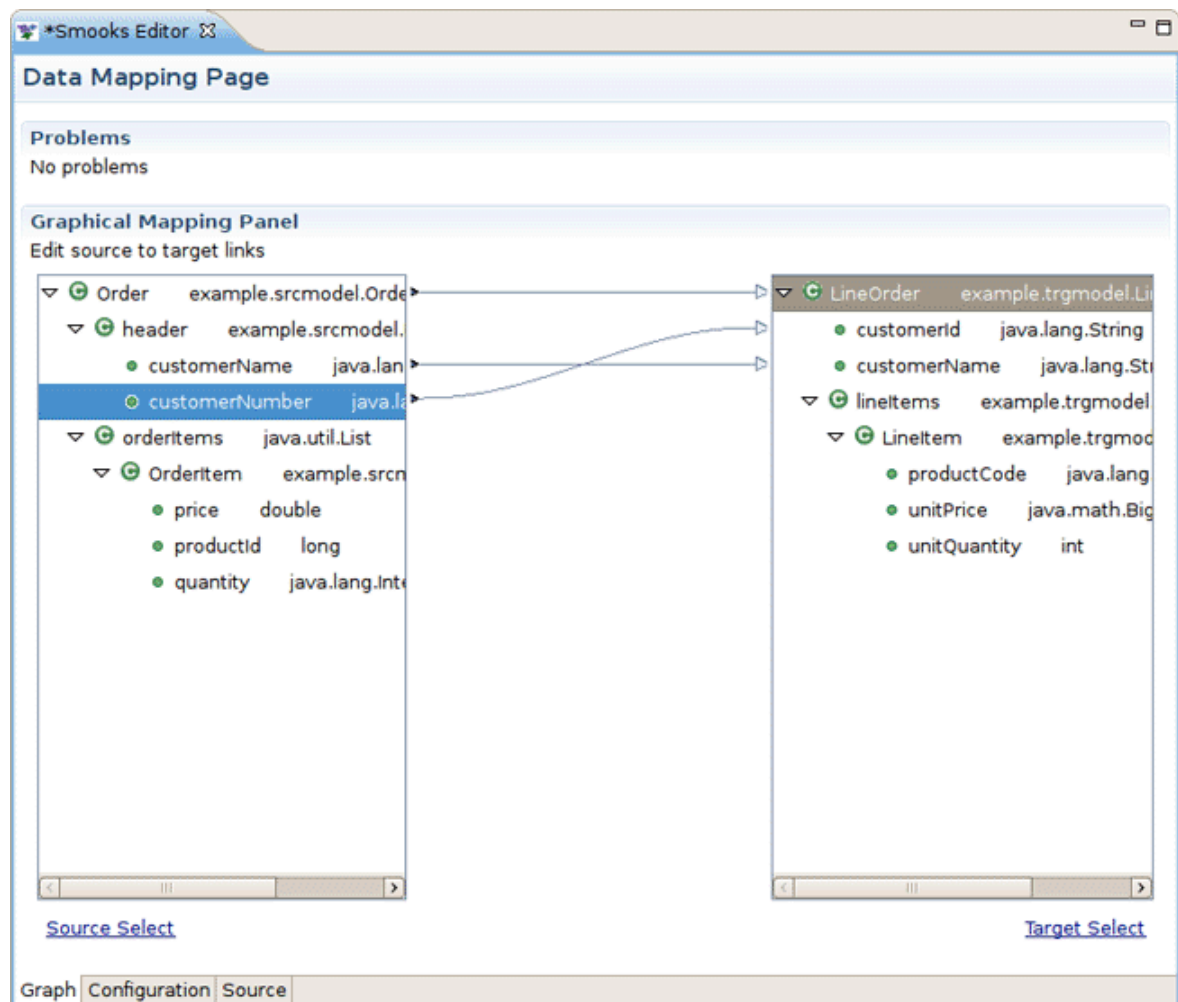 *Smooks Editor
Data Mapping Page
Problems
No problems
Graphical Mapping Panel
Edit source to target links
Order example.srcmodel.Orde
header example.srcmodel.
customerName java.lan
customerNumber java.la
orderItems java.util.List
OrderItem example.srcm
price double
productId long
quantity java.lang.Inte
LineOrder example.trgmodel.Li
customerId java.lang.String
customerName java.lang.Stri
lineItems example.trgmodel
LineItem example.trgmod
productCode java.lang
unitPrice java.math.Big
unitQuantity int
Source Select
Target Select
Graph Configuration Source